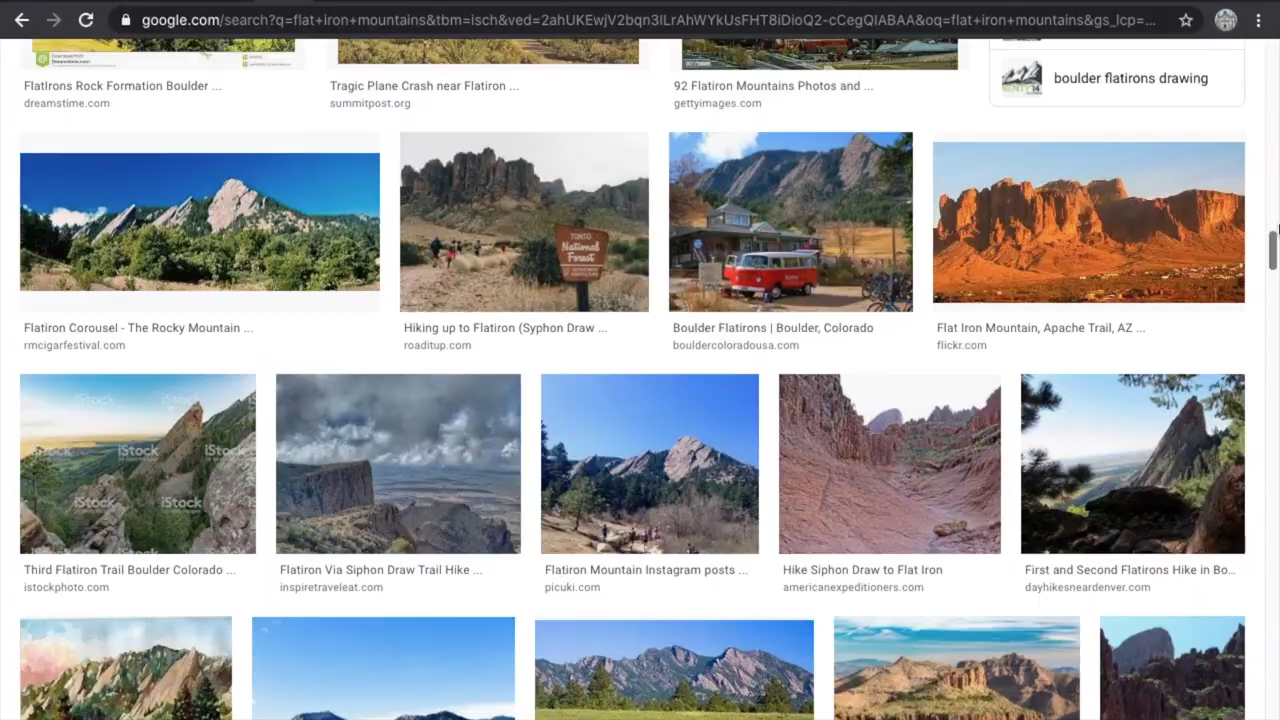 google.com/search?q=flat+iron+mountains&tbm=isch&ved=2ahUKEwjV2bqn3lLrAhWYkUsFHT8iDioQ2-cCegQIABAA&oq=flat+iron+mountains&gs_lcp=...
FlatIrons Rock Formation Boulder ...
dreamstime.com
Tragic Plane Crash near Flatiron ...
summitpost.org
92 Flatiron Mountains Photos and ...
gettyimages.com
boulder flatirons drawing
TONTO
National
Forest
Flatiron Corousel - The Rocky Mountain ...
rmcigarfestival.com
Hiking up to Flatiron (Syphon Draw ...
roaditup.com
Boulder Flatirons | Boulder, Colorado
bouldercoloradousa.com
Flat Iron Mountain, Apache Trail, AZ ...
flickr.com
iStock
iStock
iStock
iStock
iStock
iStock
Third Flatiron Trail Boulder Colorado ...
istockphoto.com
Flatiron Via Siphon Draw Trail Hike ...
inspiretraveleat.com
Flatiron Mountain Instagram posts ...
picuki.com
Hike Siphon Draw to Flat Iron
americanexpeditioners.com
First and Second Flatirons Hike in Bo...
dayhikesneardenver.com